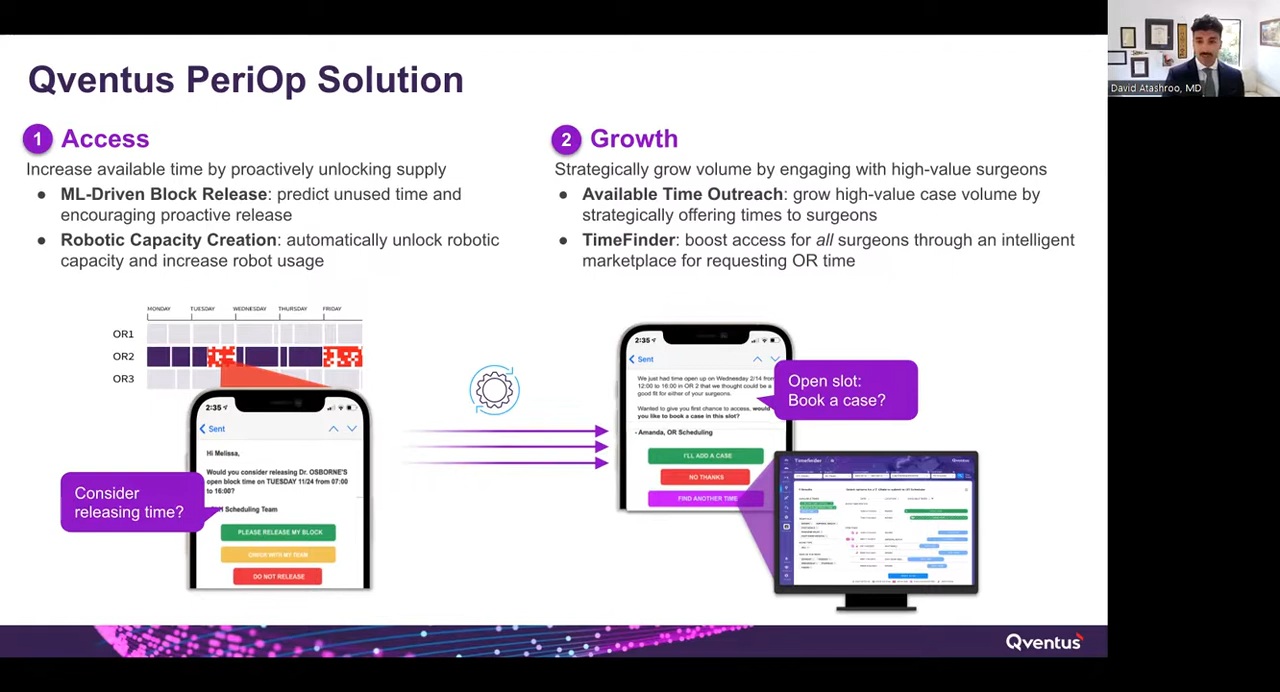 Qventus PeriOp Solution
David Atashroo, MD
1 Access
Increase available time by proactively unlocking supply
● ML-Driven Block Release: predict unused time and
encouraging proactive release
● Robotic Capacity Creation: automatically unlock robotic
capacity and increase robot usage
2 Growth
Strategically grow volume by engaging with high-value surgeons
● Available Time Outreach: grow high-value case volume by
strategically offering times to surgeons
● TimeFinder: boost access for all surgeons through an intelligent
marketplace for requesting OR time
MONDAY TUESDAY WEDNESDAY THURSDAY FRIDAY
OR1
OR2
OR3
2:35
Sent
Hi Melissa,
Would you consider releasing Dr. OSBORNE'S
open block time on TUESDAY 11/24 from 07:00
to 16:00?
Scheduling Team
PLEASE RELEASE MY BLOCK
CHECK WITH MY TEAM
DO NOT RELEASE
Consider
releasing time?
2:35
Sent
We just had time open up on Wednesday 2/14 from
12:00 to 16:00 in OR 2 that we thought could be a
good fit for either of your surgeons.
Wanted to give you first chance to access, would
you like to book a case in this slot?
- Amanda, OR Scheduling
I'LL ADD A CASE
NO THANKS
FIND ANOTHER TIME
Open slot:
Book a case?
Timefinder
Qventus